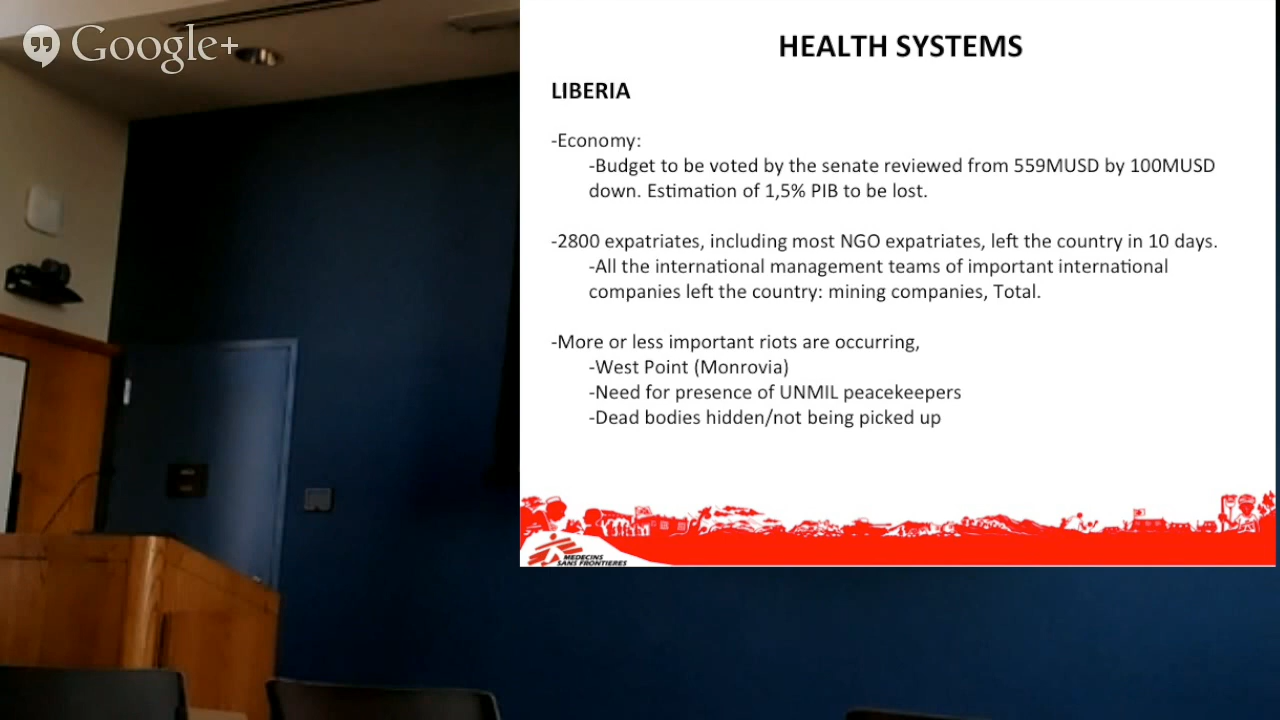 Google+
HEALTH SYSTEMS
LIBERIA
-Economy:
-Budget to be voted by the senate reviewed from 559MUSD by 100MUSD
down. Estimation of 1,5% PIB to be lost.
-2800 expatriates, including most NGO expatriates, left the country in 10 days.
-All the international management teams of important international
companies left the country: mining companies, Total.
-More or less important riots are occurring,
-West Point (Monrovia)
-Need for presence of UNMIL peacekeepers
-Dead bodies hidden/not being picked up
MEDECINS
SANS FRONTIERES